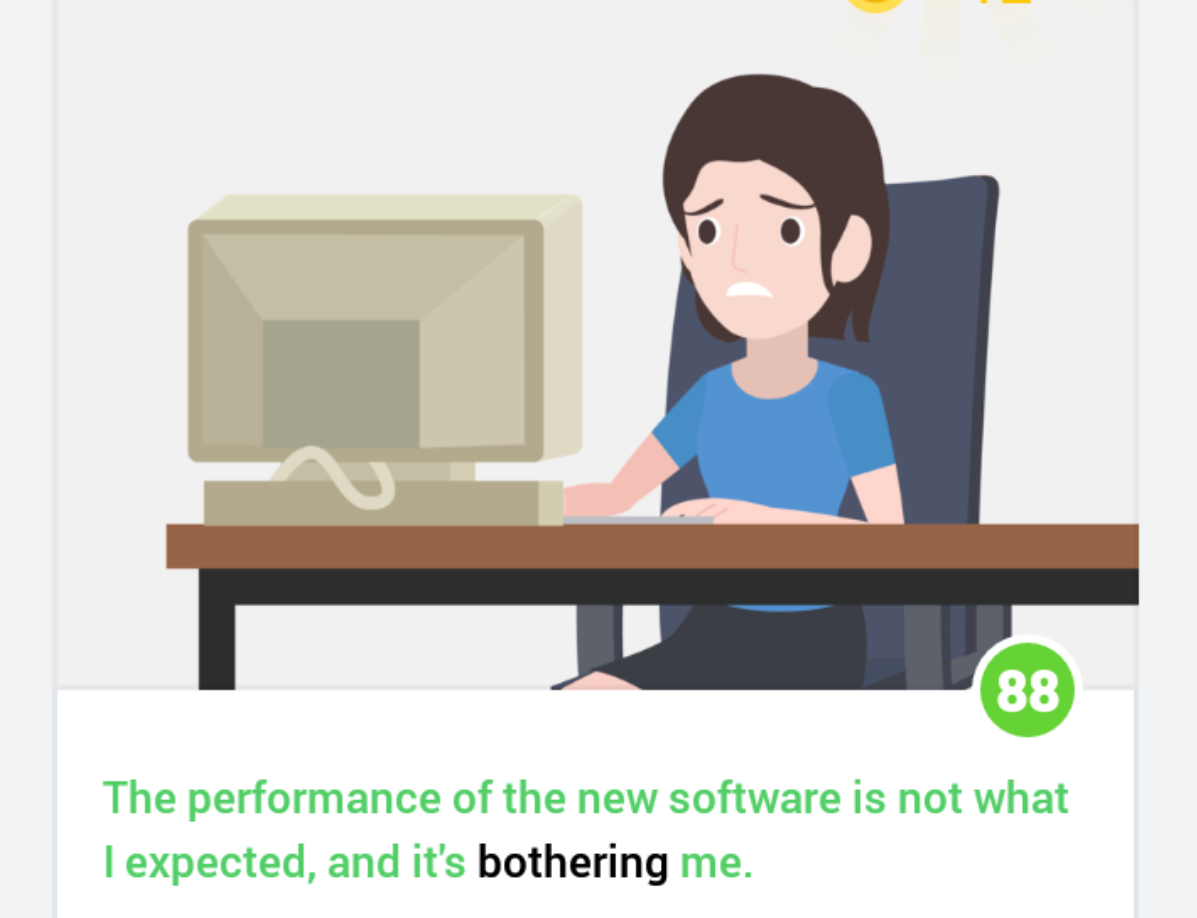 88
The performance of the new software is not what
I expected, and it's bothering me.